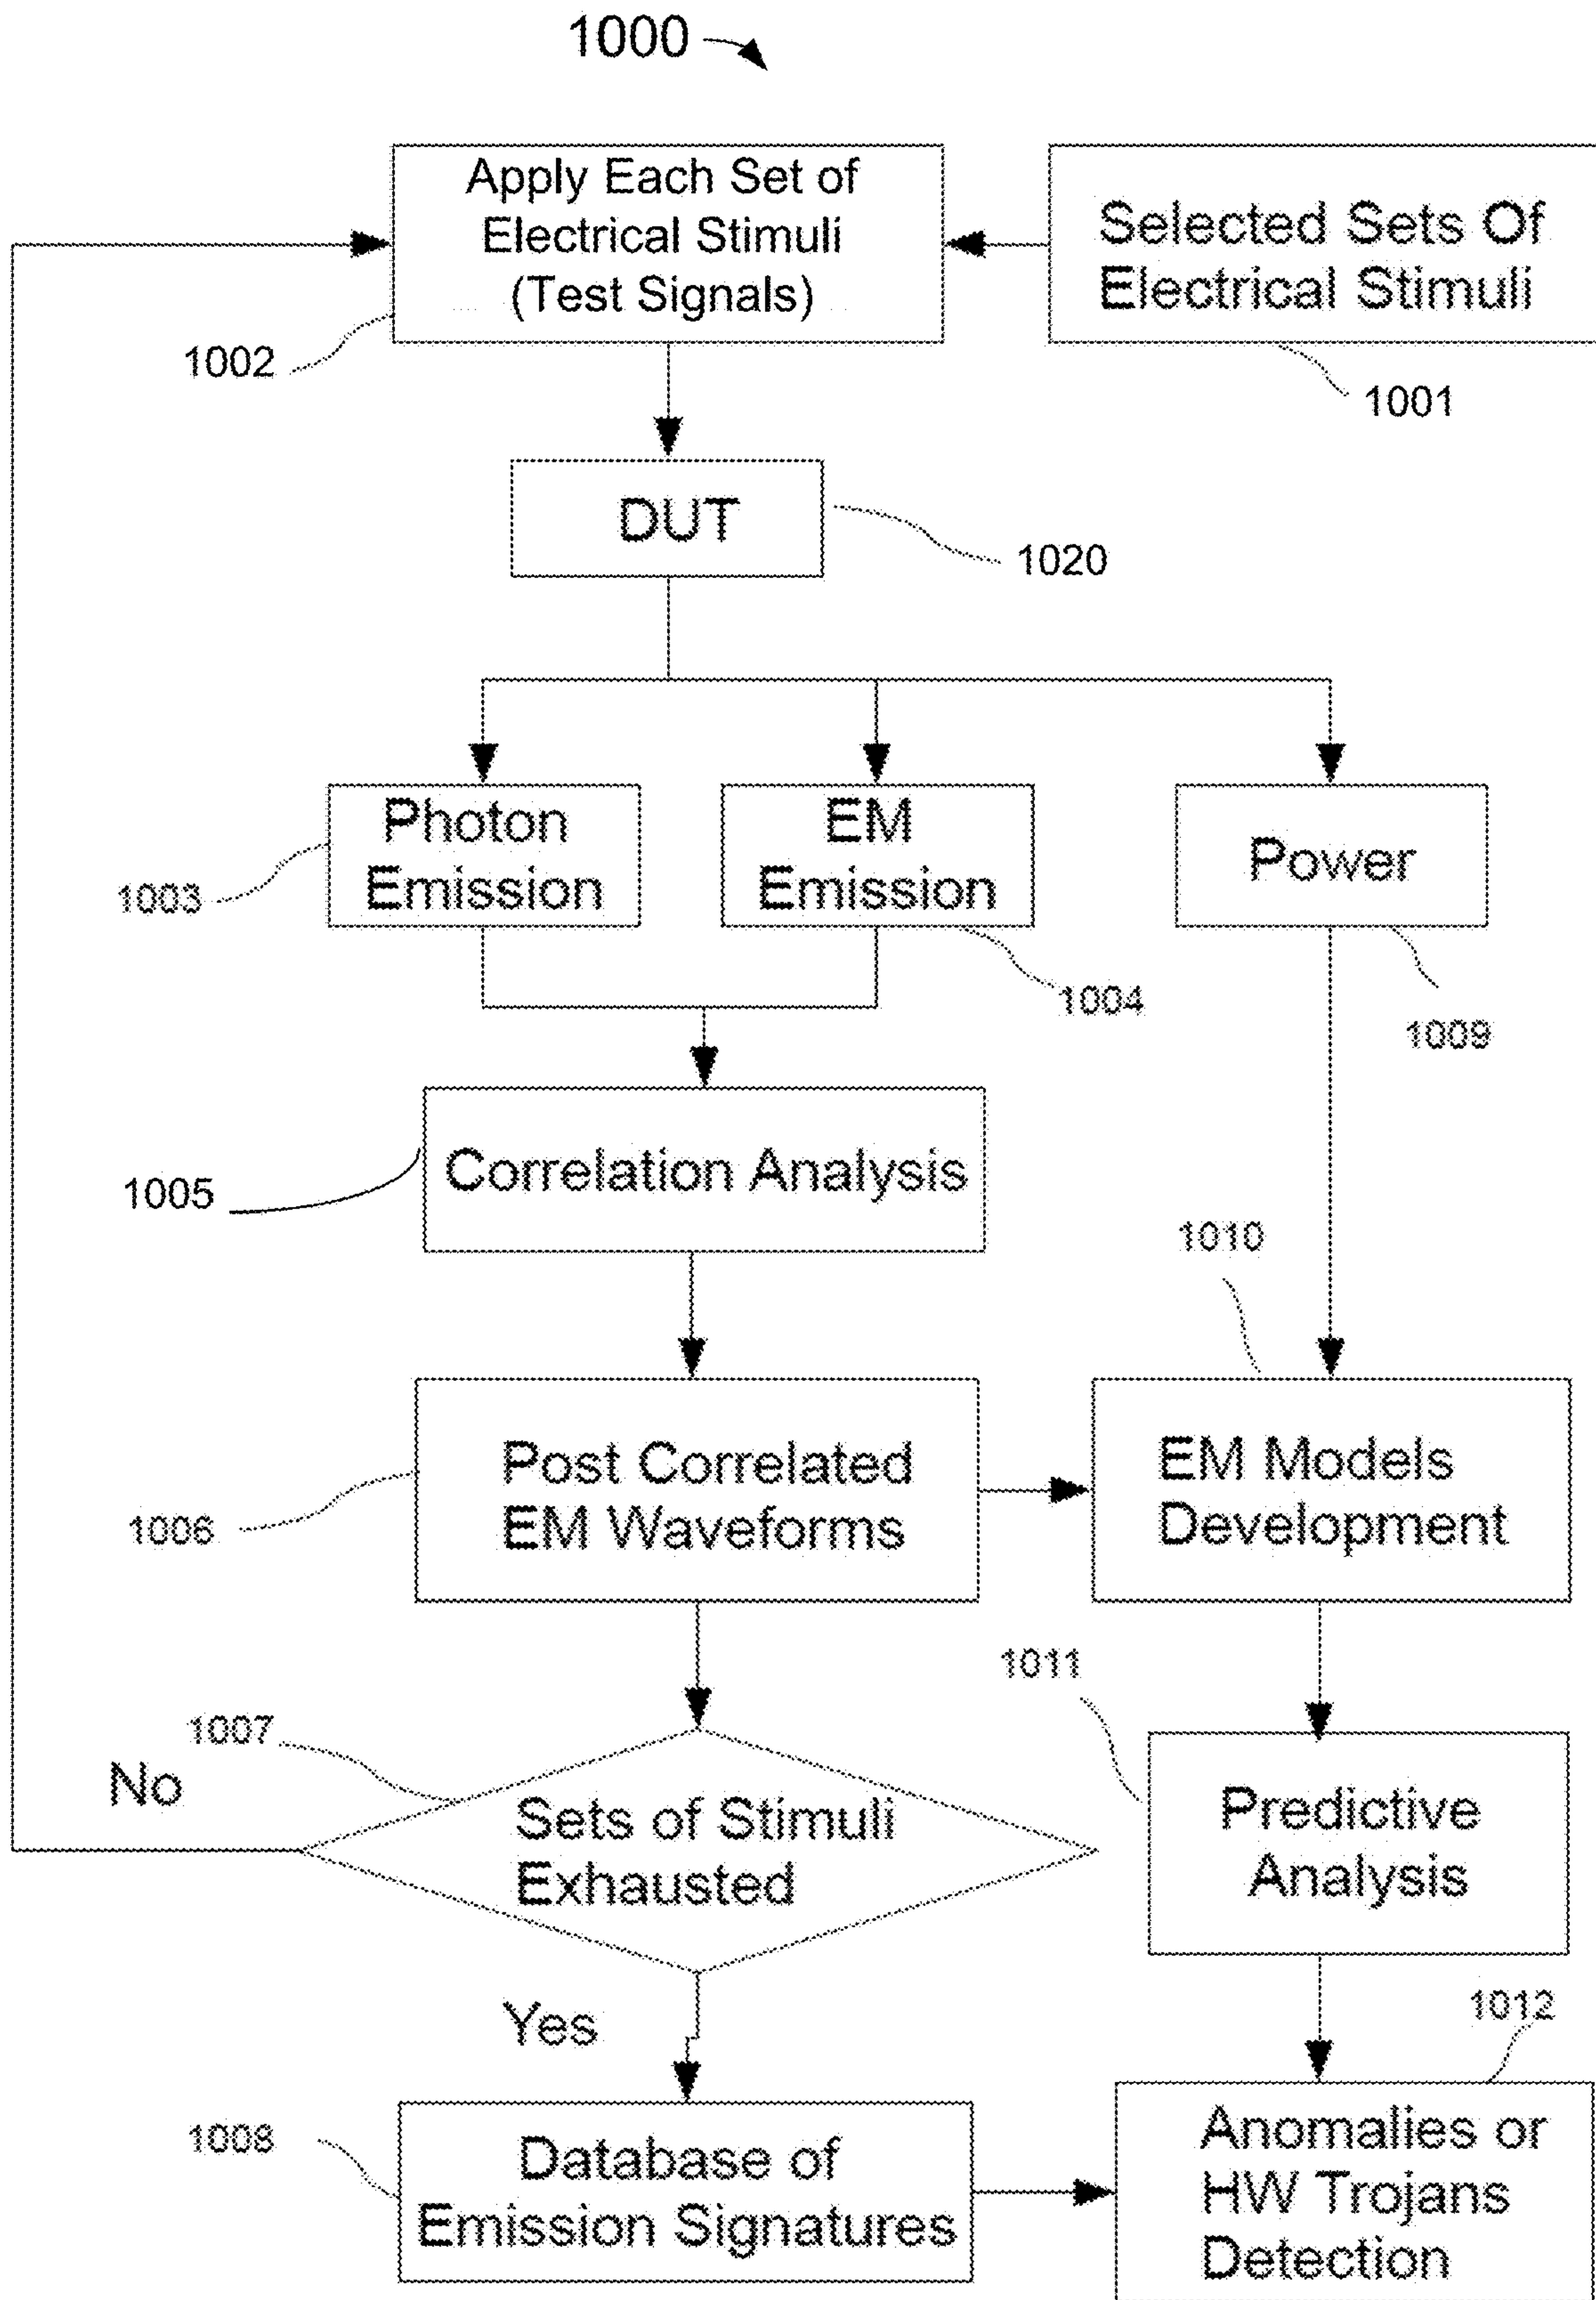 1000
Apply Each Set of
Electrical Stimuli
(Test Signals)
Selected Sets Of
Electrical Stimuli
1002
1001
DUT
1020
Photon
Emission
EM
Emission
Power
1003
1004
1009
Correlation Analysis
1005
1010
Post Correlated
EM Waveforms
EM Models
Development
1006
1011
1007
No
Sets of Stimuli
Exhausted
Predictive
Analysis
Yes
1012
1008
Database of
Emission Signatures
Anomalies or
HW Trojans
Detection